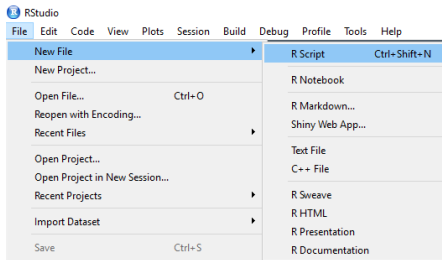 RStudio
File Edit Code View Plots Session Build Debug Profile Tools Help
New File
New Project...
Open File... Ctrl+O
Reopen with Encoding...
Recent Files
Open Project...
Open Project in New Session...
Recent Projects
Import Dataset
Save Ctrl+S
R Script Ctrl+Shift+N
R Notebook
R Markdown...
Shiny Web App...
Text File
C++ File
R Sweave
R HTML
R Presentation
R Documentation